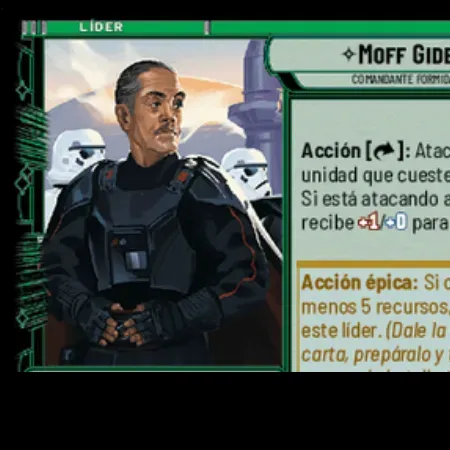 LÍDER
MOFF GIDE
COMANDANTE FORMID
Acción [ ]: Atac
unidad que cueste
Si está atacando a
recibe +1/+0 para
Acción épica: Si c
menos 5 recursos,
este líder. (Dale la
carta, prepáralo y